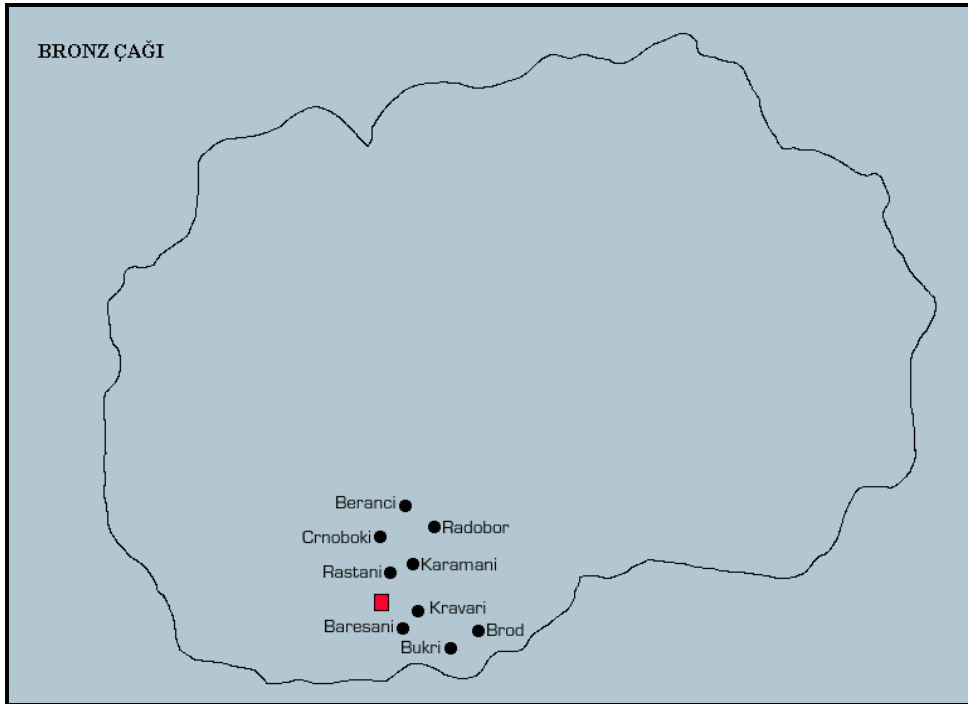 BRONZ ÇAĞI
Beranci
Radobor
Crnoboki
Karamani
Rastani
Kravari
Baresani
Brod
Bukri